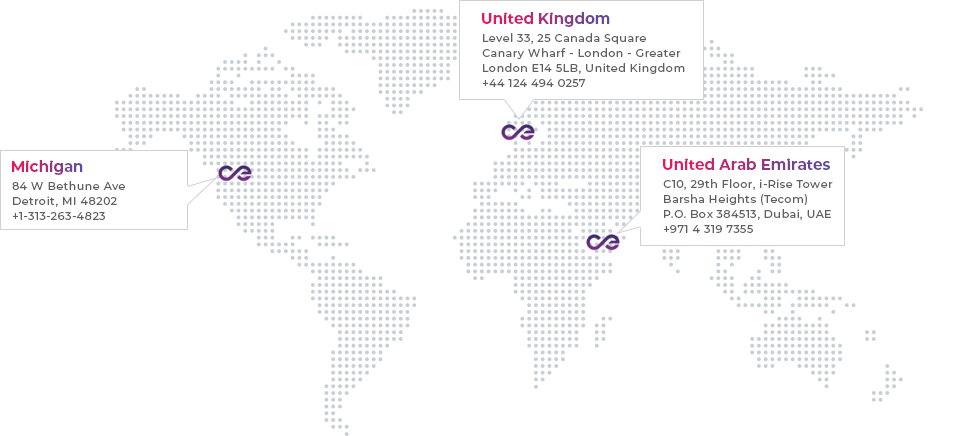 United Kingdom
Level 33, 25 Canada Square
Canary Wharf - London - Greater
London E14 5LB, United Kingdom
+44 124 494 0257
Michigan
84 W Bethune Ave
Detroit, MI 48202
+1-313-263-4823
United Arab Emirates
C10, 29th Floor, i-Rise Tower
Barsha Heights (Tecom)
P.O. Box 384513, Dubai, UAE
+971 4 319 7355